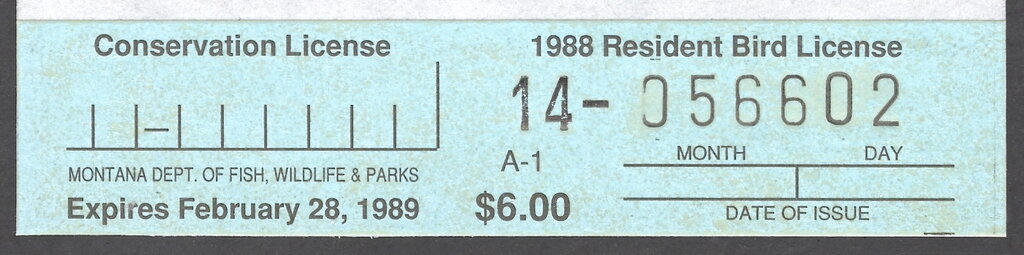 Conservation License
MONTANA DEPT. OF FISH, WILDLIFE & PARKS
Expires February 28, 1989
1988 Resident Bird License
14-056602
A-1
$6.00
MONTH DAY
DATE OF ISSUE